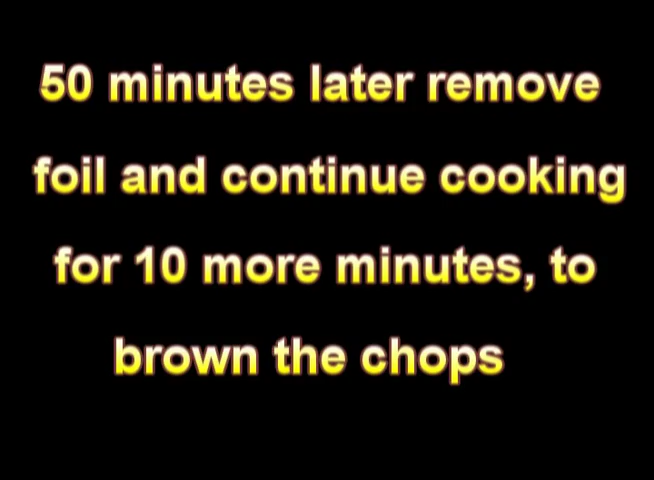 50 minutes later remove
foil and continue cooking
for 10 more minutes, to
brown the chops